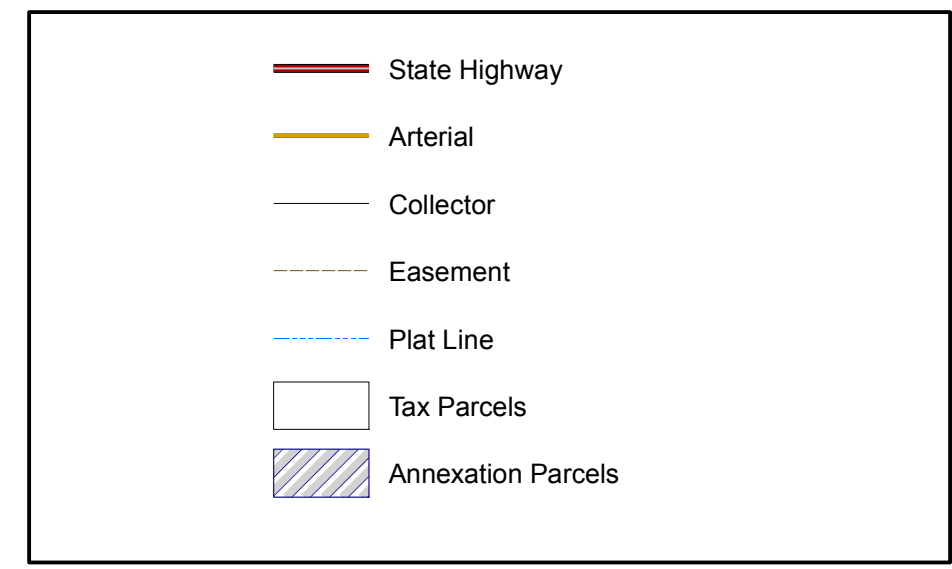 State Highway
Arterial
Collector
Easement
Plat Line
Tax Parcels
Annexation Parcels